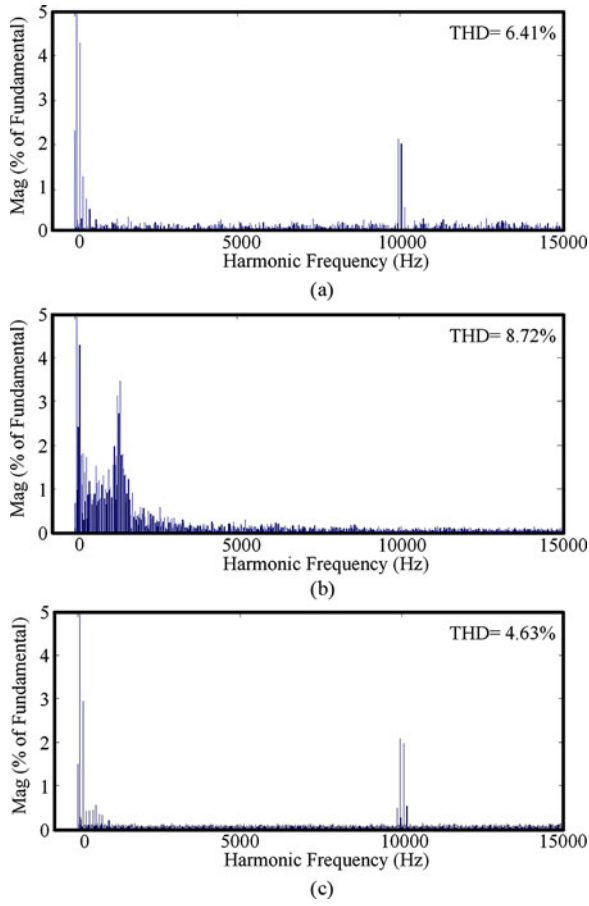 5
THD= 6.41%
4
3
2
1
0
Mag (% of Fundamental)
0 5000 10000 15000
Harmonic Frequency (Hz)
(a)
5
THD= 8.72%
4
3
2
1
0
Mag (% of Fundamental)
0 5000 10000 15000
Harmonic Frequency (Hz)
(b)
5
THD= 4.63%
4
3
2
1
0
Mag (% of Fundamental)
0 5000 10000 15000
Harmonic Frequency (Hz)
(c)